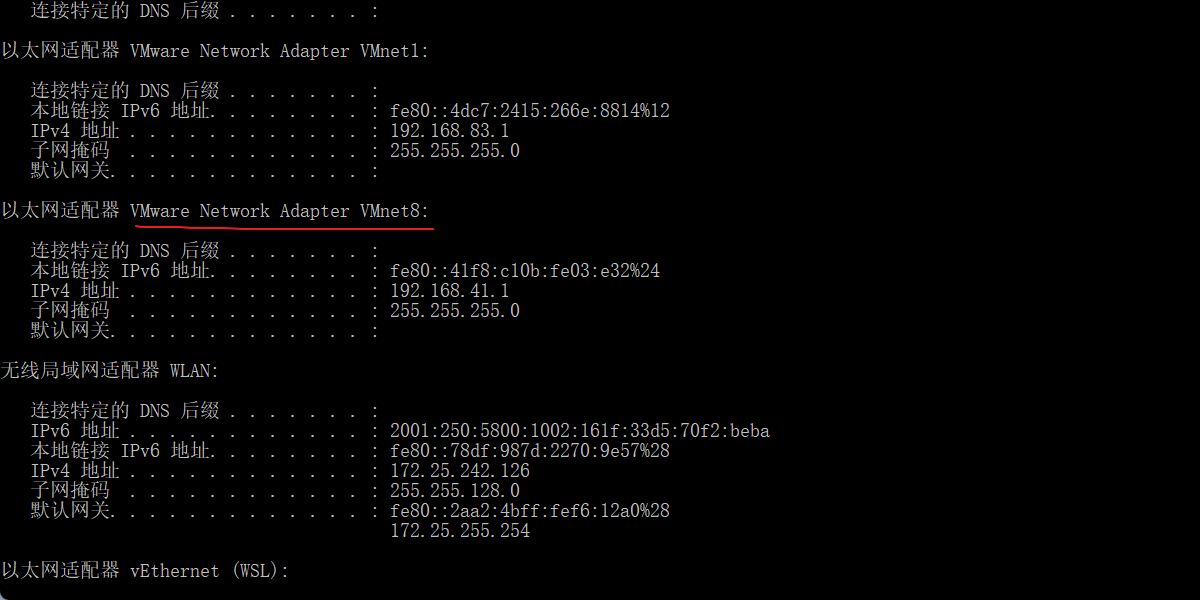 连接特定的 DNS 后缀 . . . . . . . :
以太网适配器 VMware Network Adapter VMnet1:
连接特定的 DNS 后缀 . . . . . . . :
本地链接 IPv6 地址. . . . . . . . : fe80::4dc7:2415:266e:8814%12
IPv4 地址 . . . . . . . . . . . . : 192.168.83.1
子网掩码  . . . . . . . . . . . . : 255.255.255.0
默认网关. . . . . . . . . . . . . :
以太网适配器 VMware Network Adapter VMnet8:
连接特定的 DNS 后缀 . . . . . . . :
本地链接 IPv6 地址. . . . . . . . : fe80::41f8:c10b:fe03:e32%24
IPv4 地址 . . . . . . . . . . . . : 192.168.41.1
子网掩码  . . . . . . . . . . . . : 255.255.255.0
默认网关. . . . . . . . . . . . . :
无线局域网适配器 WLAN:
连接特定的 DNS 后缀 . . . . . . . :
IPv6 地址 . . . . . . . . . . . . : 2001:250:5800:1002:161f:33d5:70f2:beba
本地链接 IPv6 地址. . . . . . . . : fe80::78df:987d:2270:9e57%28
IPv4 地址 . . . . . . . . . . . . : 172.25.242.126
子网掩码  . . . . . . . . . . . . : 255.255.128.0
默认网关. . . . . . . . . . . . . : fe80::2aa2:4bff:fef6:12a0%28
172.25.255.254
以太网适配器 vEthernet (WSL):